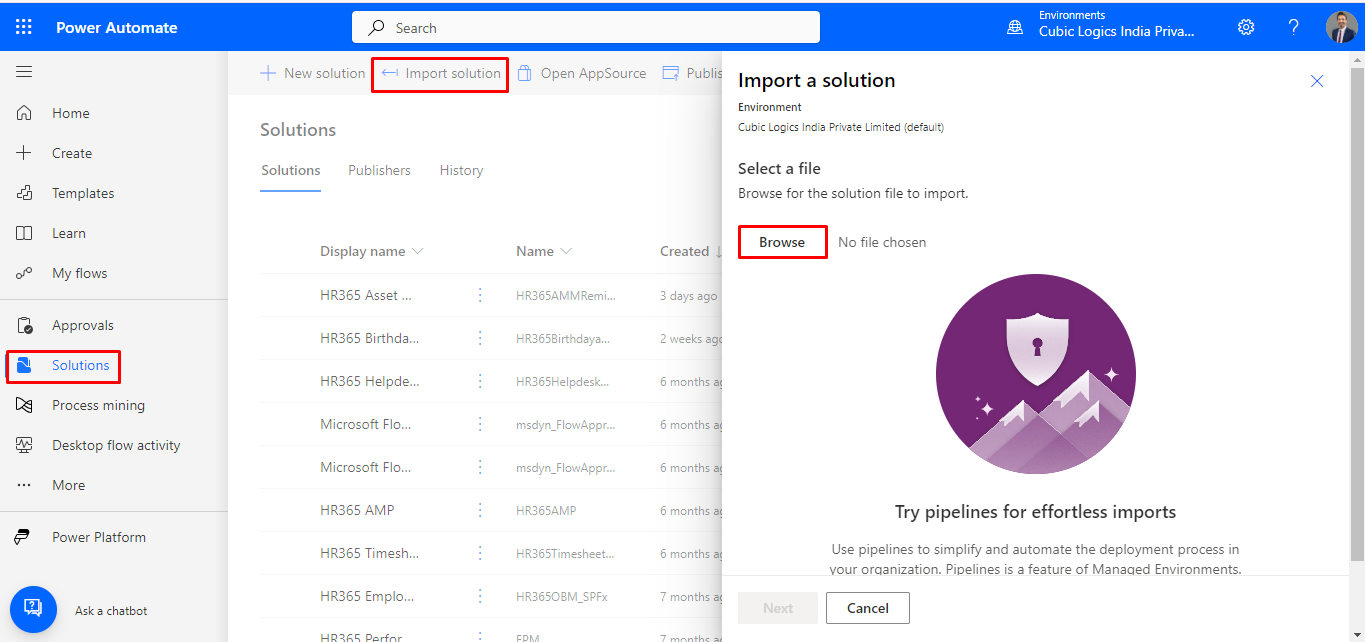 Power Automate
Search
Environments
Cubic Logics India Priva...
Home
Create
Templates
Learn
My flows
Approvals
Solutions
Process mining
Desktop flow activity
More
Power Platform
Ask a chatbot
New solution
Import solution
Open AppSource
Publis
Solutions
Solutions Publishers History
Display name Name Created
HR365 Asset ... HR365AMMRemi... 3 days ago
HR365 Birthda... HR365Birthdaya... 2 weeks ago
HR365 Helpde... HR365Helpdesk... 6 months ag
Microsoft Flo... msdyn_FlowAppr... 6 months ag
Microsoft Flo... msdyn_FlowAppr... 6 months ag
HR365 AMP HR365AMP 6 months ag
HR365 Timesh... HR365Timesheet... 6 months ag
HR365 Emplo... HR365OBM_SPFx 7 months ag
HR365 Perfor EPM 7 months ag
Import a solution
Environment
Cubic Logics India Private Limited (default)
Select a file
Browse for the solution file to import.
Browse No file chosen
Try pipelines for effortless imports
Use pipelines to simplify and automate the deployment process in
your organization. Pipelines is a feature of Managed Environments.
Next Cancel